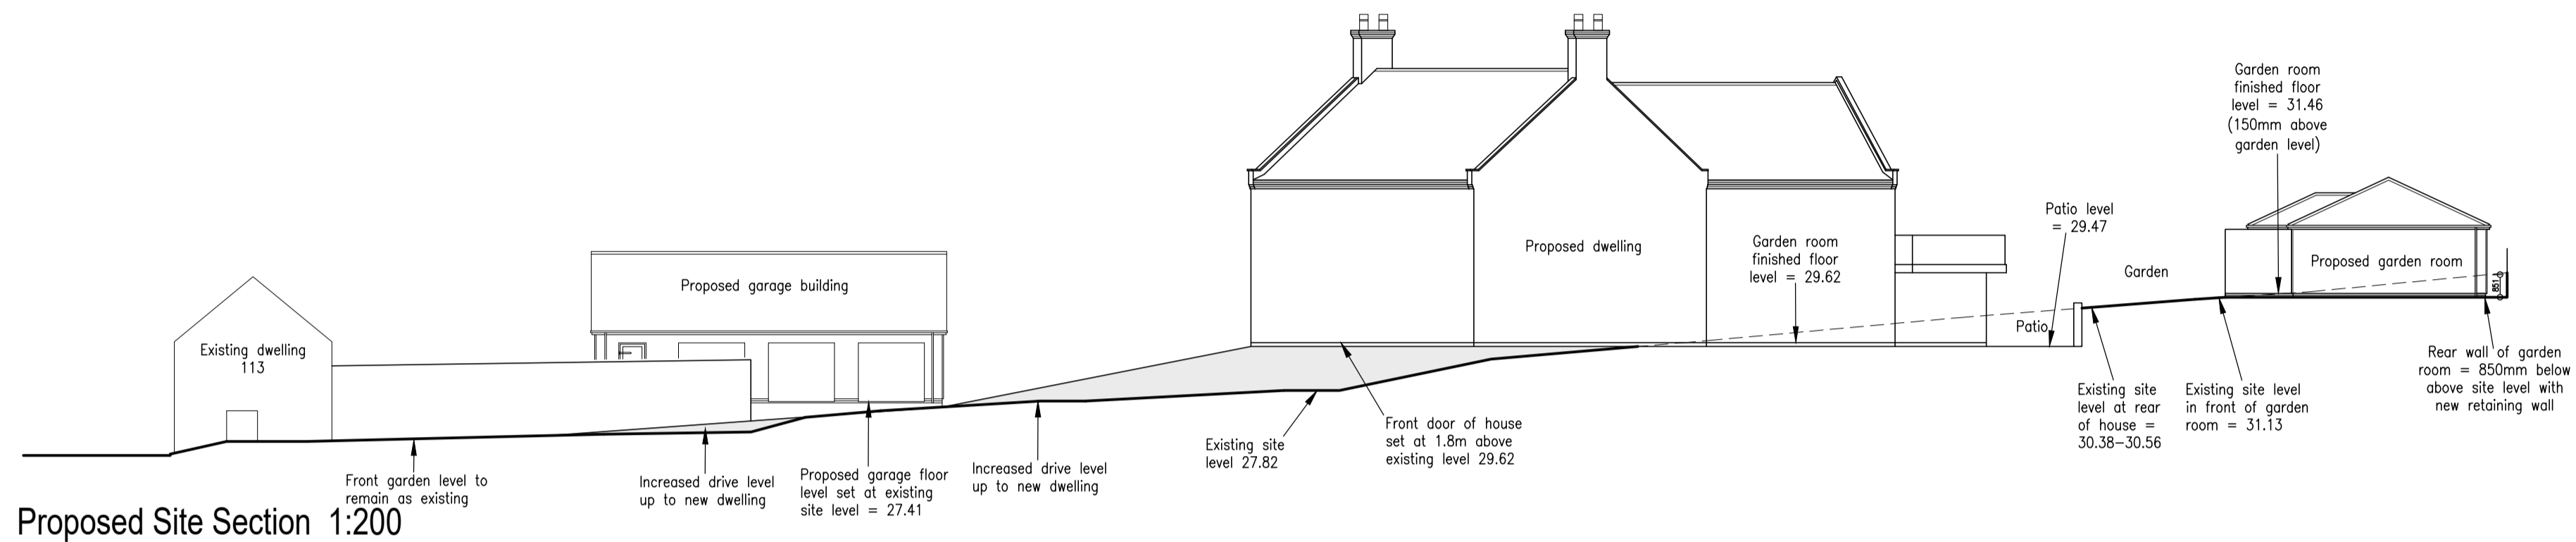 Existing dwelling
113
Front garden level to
remain as existing
Proposed garage building
Increased drive level
up to new dwelling
Proposed garage floor
level set at existing
site level = 27.41
Increased drive level
up to new dwelling
Existing site
level 27.82
Front door of house
set at 1.8m above
existing level 29.62
Proposed dwelling
Garden room
finished floor
level = 29.62
Patio level
= 29.47
Patio
Garden
Existing site
level at rear
of house =
30.38-30.56
Existing site level
in front of garden
room = 31.13
Garden room
finished floor
level = 31.46
(150mm above
garden level)
Proposed garden room
851
Rear wall of garden
room = 850mm below
above site level with
new retaining wall
Proposed Site Section 1:200